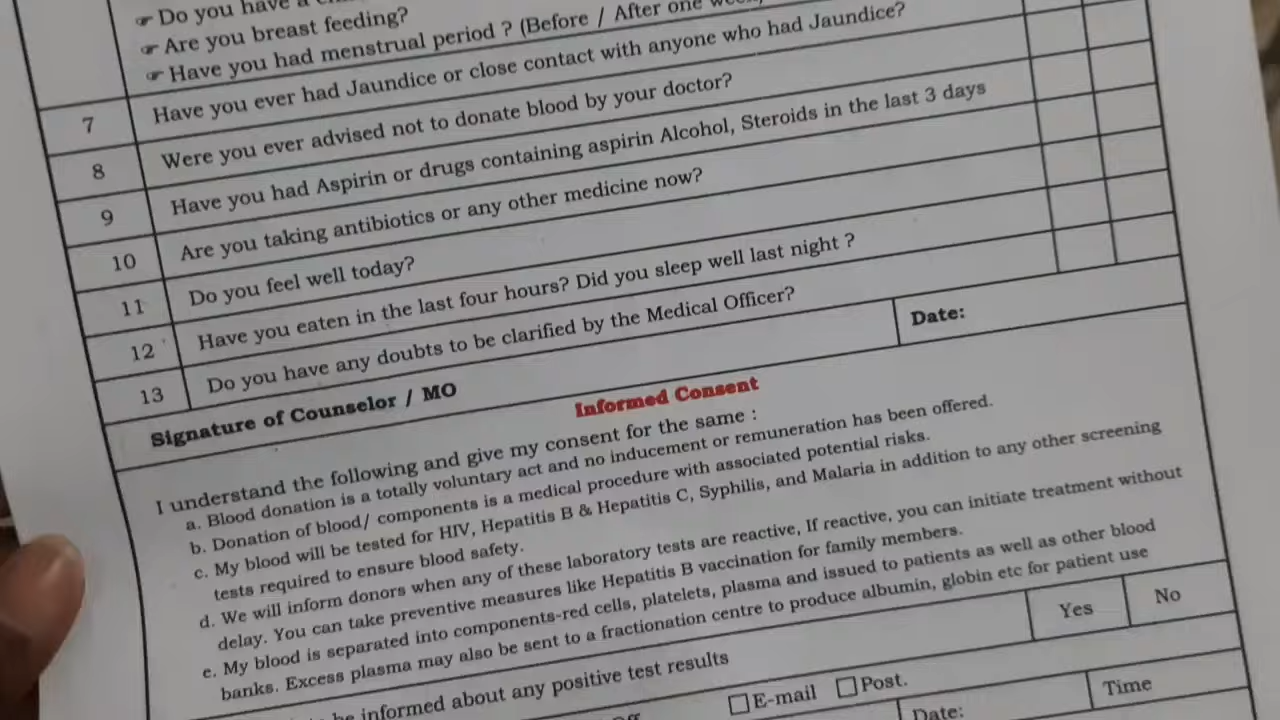 ☞ Do you have a
☞ Are you breast feeding?
☞ Have you had menstrual period ? (Before / After one week)
7 Have you ever had Jaundice or close contact with anyone who had Jaundice?
8 Were you ever advised not to donate blood by your doctor?
9 Have you had Aspirin or drugs containing aspirin Alcohol, Steroids in the last 3 days
10 Are you taking antibiotics or any other medicine now?
11 Do you feel well today?
12 Have you eaten in the last four hours? Did you sleep well last night ?
13 Do you have any doubts to be clarified by the Medical Officer?
Signature of Counselor / MO Date:
Informed Consent
I understand the following and give my consent for the same :
a. Blood donation is a totally voluntary act and no inducement or remuneration has been offered.
b. Donation of blood/ components is a medical procedure with associated potential risks.
c. My blood will be tested for HIV, Hepatitis B & Hepatitis C, Syphilis, and Malaria in addition to any other screening
tests required to ensure blood safety.
d. We will inform donors when any of these laboratory tests are reactive, If reactive, you can initiate treatment without
delay. You can take preventive measures like Hepatitis B vaccination for family members.
e. My blood is separated into components-red cells, platelets, plasma and issued to patients as well as other blood
banks. Excess plasma may also be sent to a fractionation centre to produce albumin, globin etc for patient use
Yes No
be informed about any positive test results
E-mail Post.
Date: Time